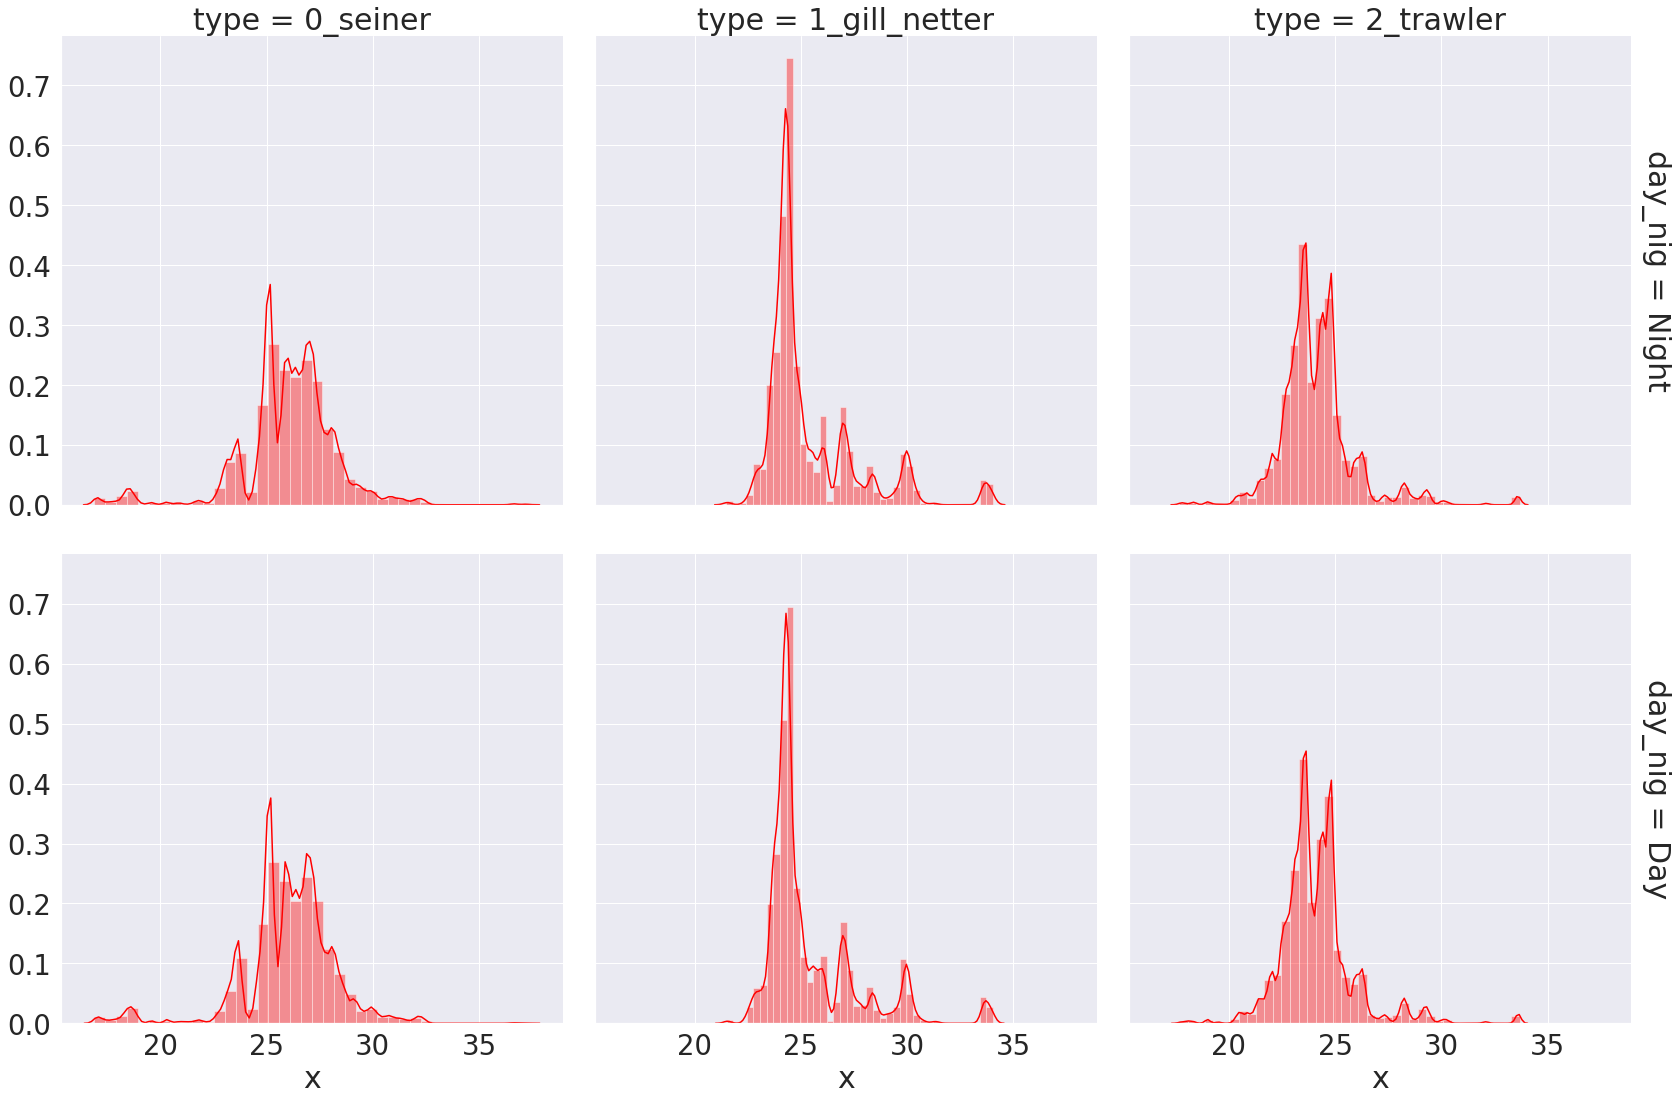 type = 0_seiner
type = 1_gill_netter
type = 2_trawler
0.7
0.6
0.5
0.4
0.3
0.2
0.1
0.0
day_nig = Night
0.7
0.6
0.5
0.4
0.3
0.2
0.1
0.0
day_nig = Day
20 25 30 35
20 25 30 35
20 25 30 35
x
x
x